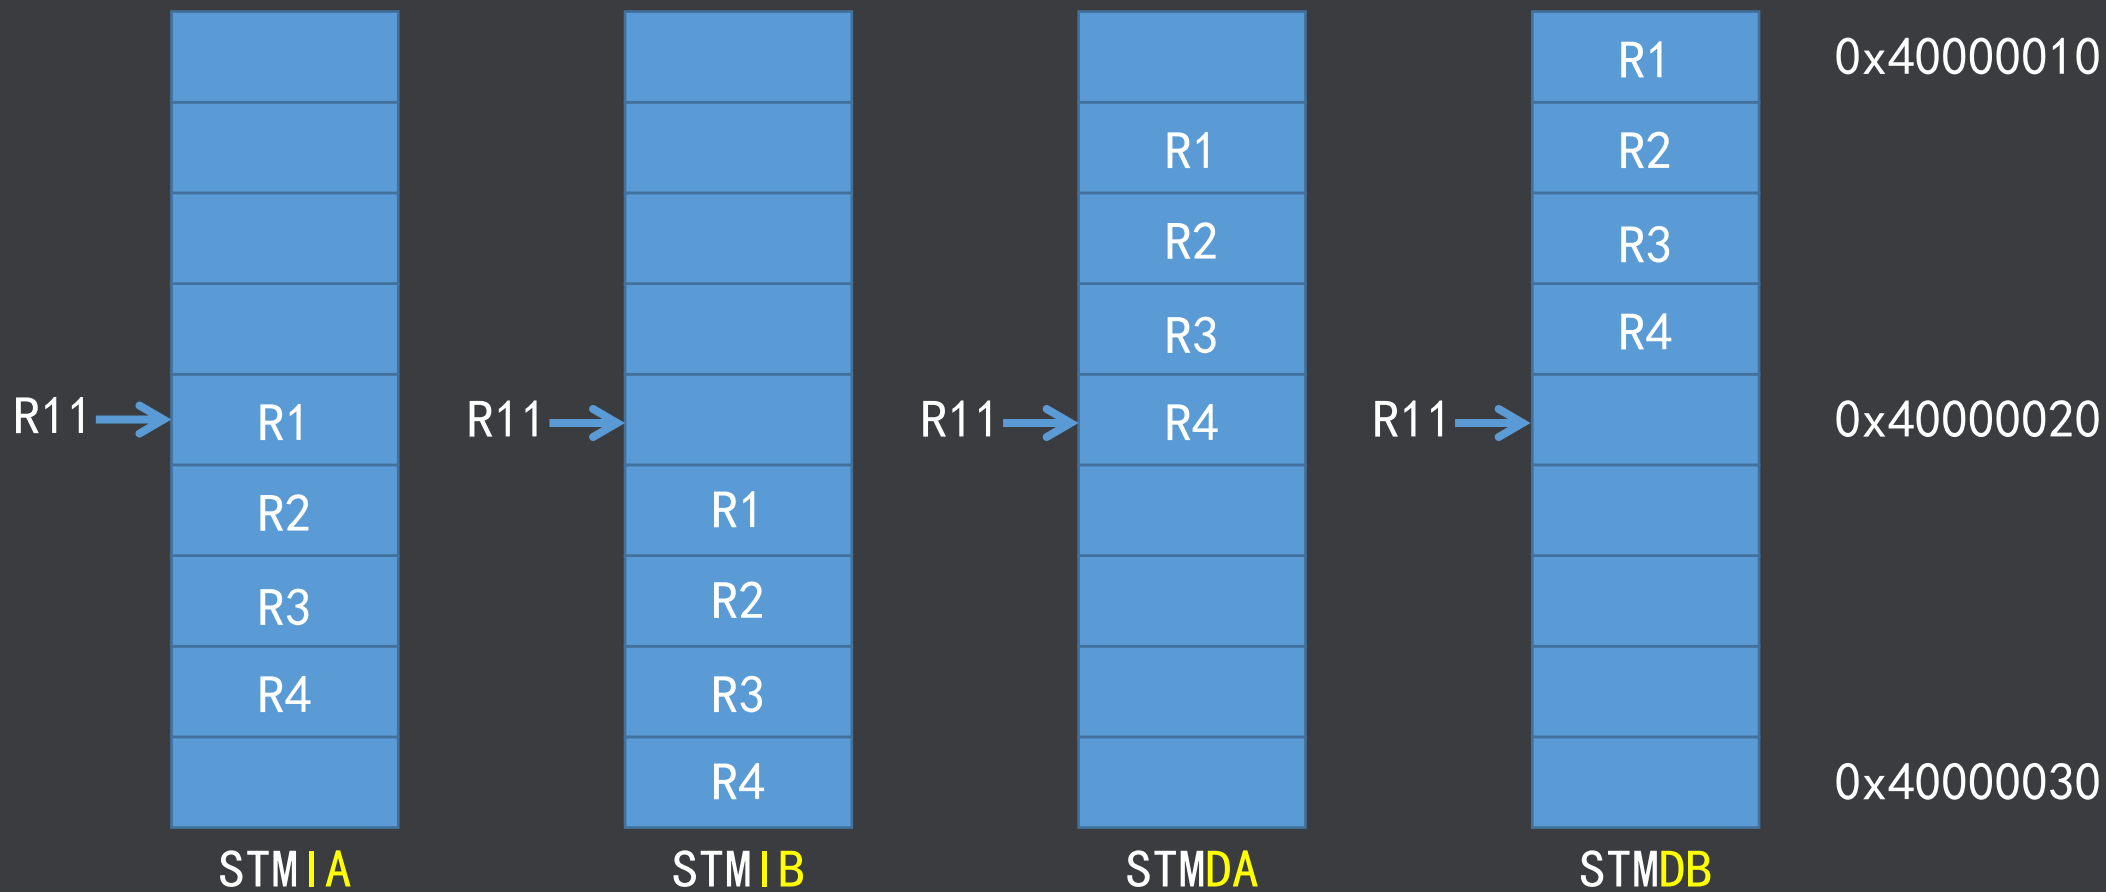 R1 0x40000010
R1 R2
R2 R3
R3 R4
R11 R1 R11 R11 R4 R11 0x40000020
R2 R1
R3 R2
R4 R3
R4 0x40000030
STMIA STMIB STMDA STMDB